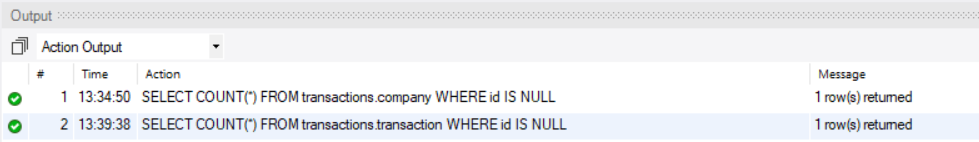 Output
Action Output
# Time Action Message
1 13:34:50 SELECT COUNT(*) FROM transactions.company WHERE id IS NULL 1 row(s) returned
2 13:39:38 SELECT COUNT(*) FROM transactions.transaction WHERE id IS NULL 1 row(s) returned